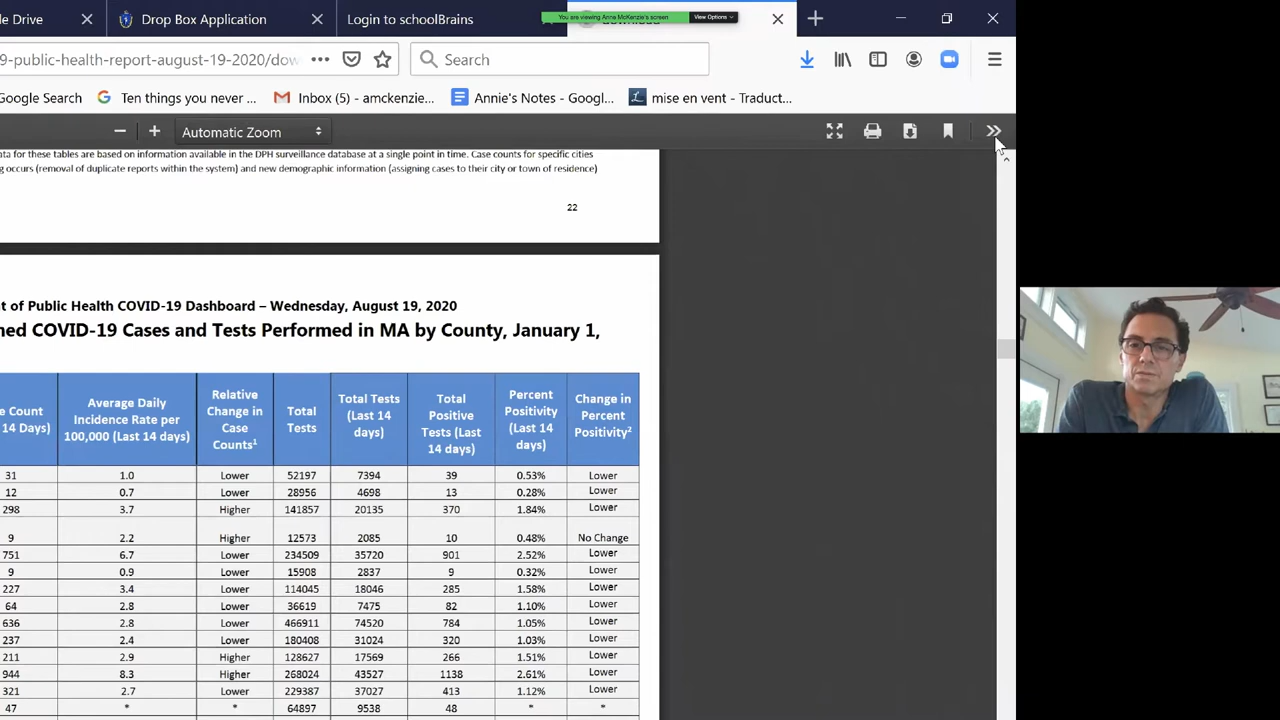 le Drive
Drop Box Application
Login to schoolBrains
You are viewing Anne McKenzie's screen
View Options
9-public-health-report-august-19-2020/dow
Search
Google Search
Ten things you never ...
Inbox (5) - amckenzie...
Annie's Notes - Googl...
mise en vent - Traduct...
Automatic Zoom
ata for these tables are based on information available in the DPH surveillance database at a single point in time. Case counts for specific cities
g occurs (removal of duplicate reports within the system) and new demographic information (assigning cases to their city or town of residence)
22
t of Public Health COVID-19 Dashboard – Wednesday, August 19, 2020
ned COVID-19 Cases and Tests Performed in MA by County, January 1,
e Count
14 Days)
Average Daily
Incidence Rate per
100,000 (Last 14 days)
Relative
Change in
Case
Counts¹
Total
Tests
Total Tests
(Last 14
days)
Total
Positive
Tests (Last
14 days)
Percent
Positivity
(Last 14
days)
Change in
Percent
Positivity²
31 1.0 Lower 52197 7394 39 0.53% Lower
12 0.7 Lower 28956 4698 13 0.28% Lower
298 3.7 Higher 141857 20135 370 1.84% Lower
9 2.2 Higher 12573 2085 10 0.48% No Change
751 6.7 Lower 234509 35720 901 2.52% Lower
9 0.9 Lower 15908 2837 9 0.32% Lower
227 3.4 Lower 114045 18046 285 1.58% Lower
64 2.8 Lower 36619 7475 82 1.10% Lower
636 2.8 Lower 466911 74520 784 1.05% Lower
237 2.4 Lower 180408 31024 320 1.03% Lower
211 2.9 Higher 128627 17569 266 1.51% Lower
944 8.3 Higher 268024 43527 1138 2.61% Lower
321 2.7 Lower 229387 37027 413 1.12% Lower
47 * * 64897 9538 48 * *